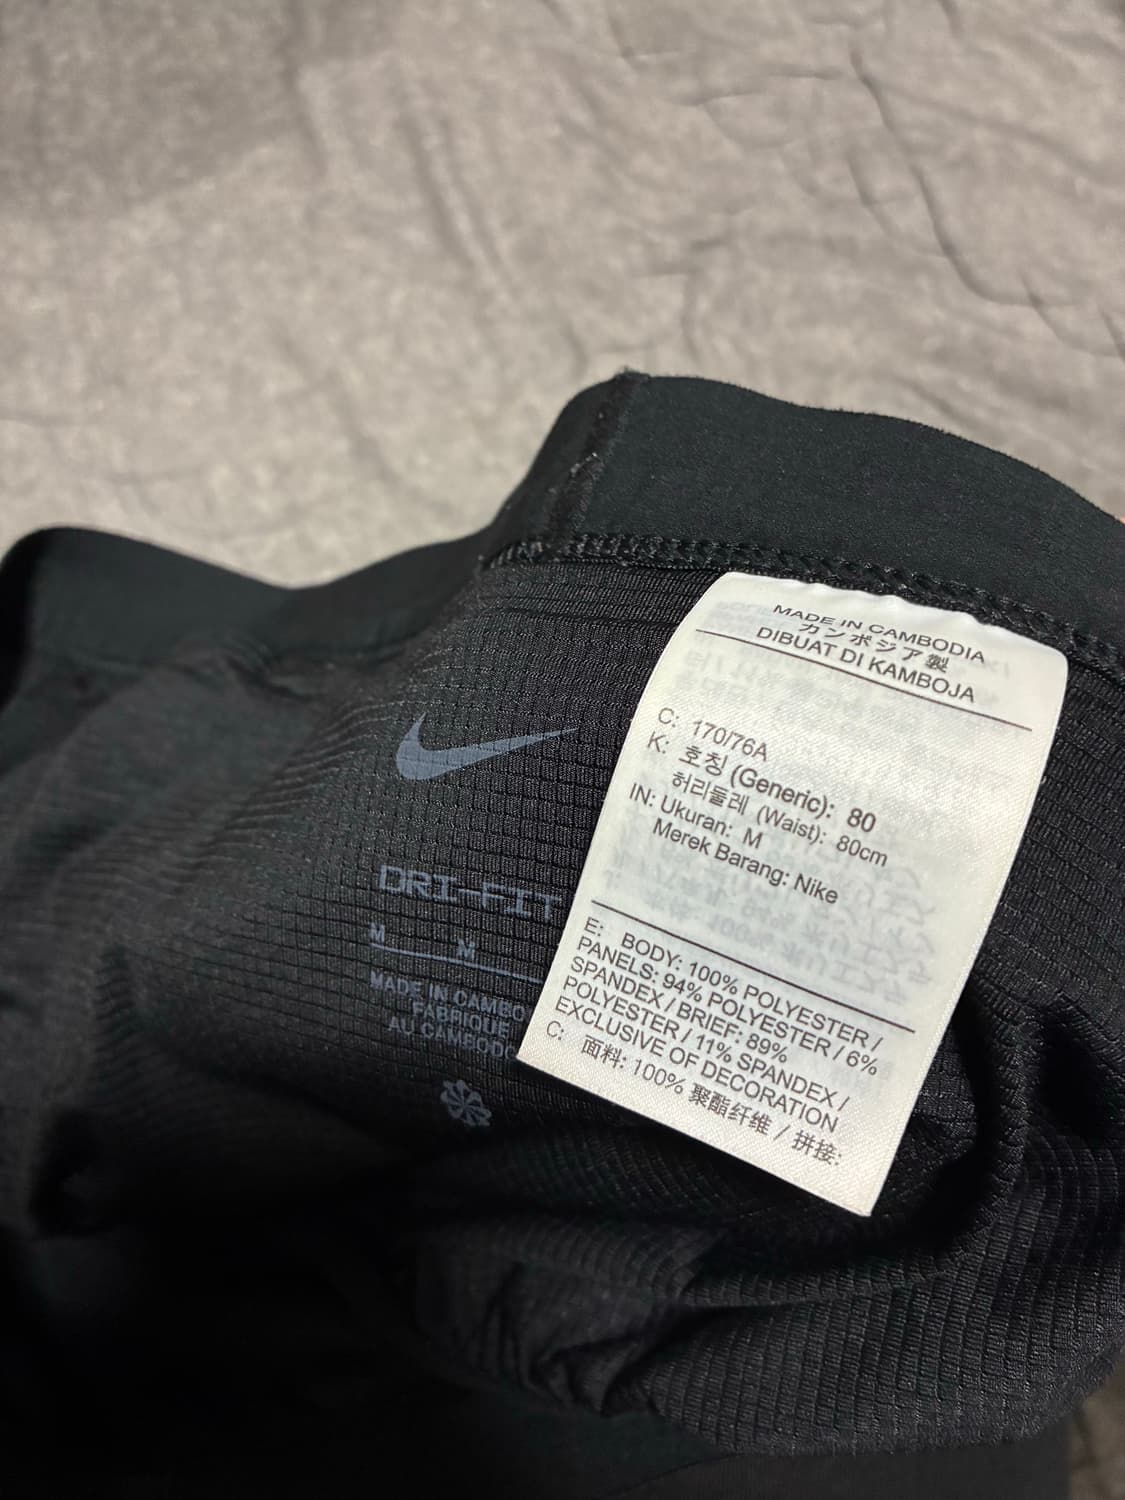 MADE IN CAMBODIA
カンボジア製
DIBUAT DI KAMBOJA
C: 170/76A
K: 호칭 (Generic): 80
허리둘레 (Waist): 80cm
IN: Ukuran: M
Merek Barang: Nike
E: BODY: 100% POLYESTER /
PANELS: 94% POLYESTER / 6%
SPANDEX / BRIEF: 89%
POLYESTER / 11% SPANDEX /
EXCLUSIVE OF DECORATION
C: 面料: 100% 聚酯纤维 / 拼接:
DRI-FIT
M M
MADE IN CAMBO
FABRIQUÉ
AU CAMBODG